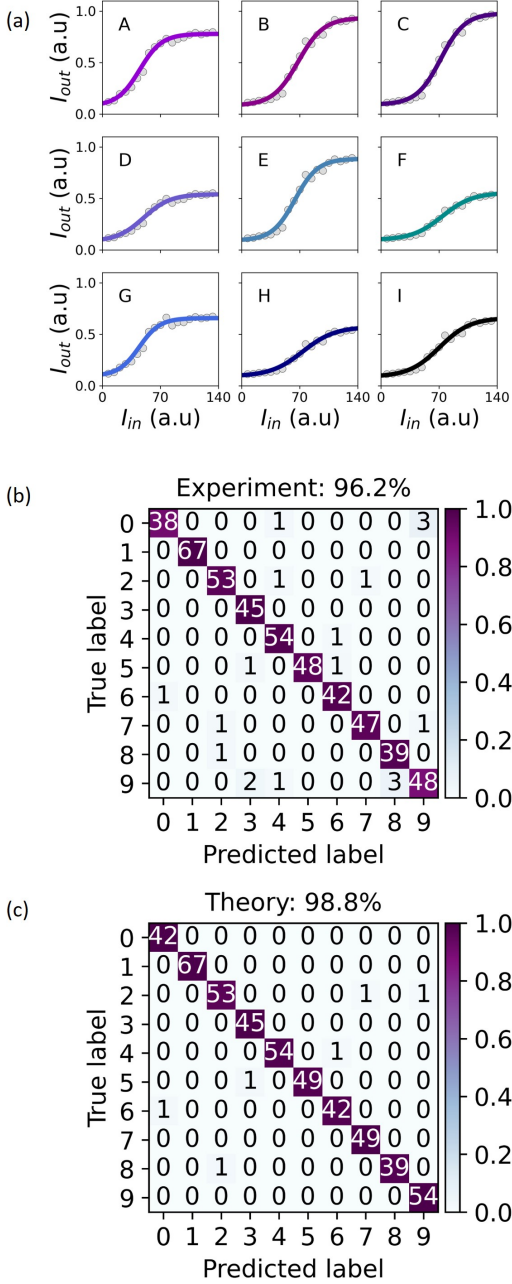 (a)
1.0
0.5
0.0
I_out (a.u)
A
B
C
1.0
0.5
0.0
I_out (a.u)
D
E
F
1.0
0.5
0.0
I_out (a.u)
G
H
I
0 70 140 0 70 140 0 70 140
I_in (a.u) I_in (a.u) I_in (a.u)
(b)
Experiment: 96.2%
True label
0 38 0 0 0 1 0 0 0 0 3
1 0 67 0 0 0 0 0 0 0 0
2 0 0 53 0 1 0 0 1 0 0
3 0 0 0 45 0 0 0 0 0 0
4 0 0 0 0 54 0 1 0 0 0
5 0 0 0 1 0 48 1 0 0 0
6 1 0 0 0 0 0 42 0 0 0
7 0 0 1 0 0 0 0 47 0 1
8 0 0 1 0 0 0 0 0 39 0
9 0 0 0 2 1 0 0 0 3 48
0 1 2 3 4 5 6 7 8 9
Predicted label
1.0
0.8
0.6
0.4
0.2
0.0
(c)
Theory: 98.8%
True label
0 42 0 0 0 0 0 0 0 0 0
1 0 67 0 0 0 0 0 0 0 0
2 0 0 53 0 0 0 0 1 0 1
3 0 0 0 45 0 0 0 0 0 0
4 0 0 0 0 54 0 1 0 0 0
5 0 0 0 1 0 49 0 0 0 0
6 1 0 0 0 0 0 42 0 0 0
7 0 0 0 0 0 0 0 49 0 0
8 0 0 1 0 0 0 0 0 39 0
9 0 0 0 0 0 0 0 0 0 54
0 1 2 3 4 5 6 7 8 9
Predicted label
1.0
0.8
0.6
0.4
0.2
0.0